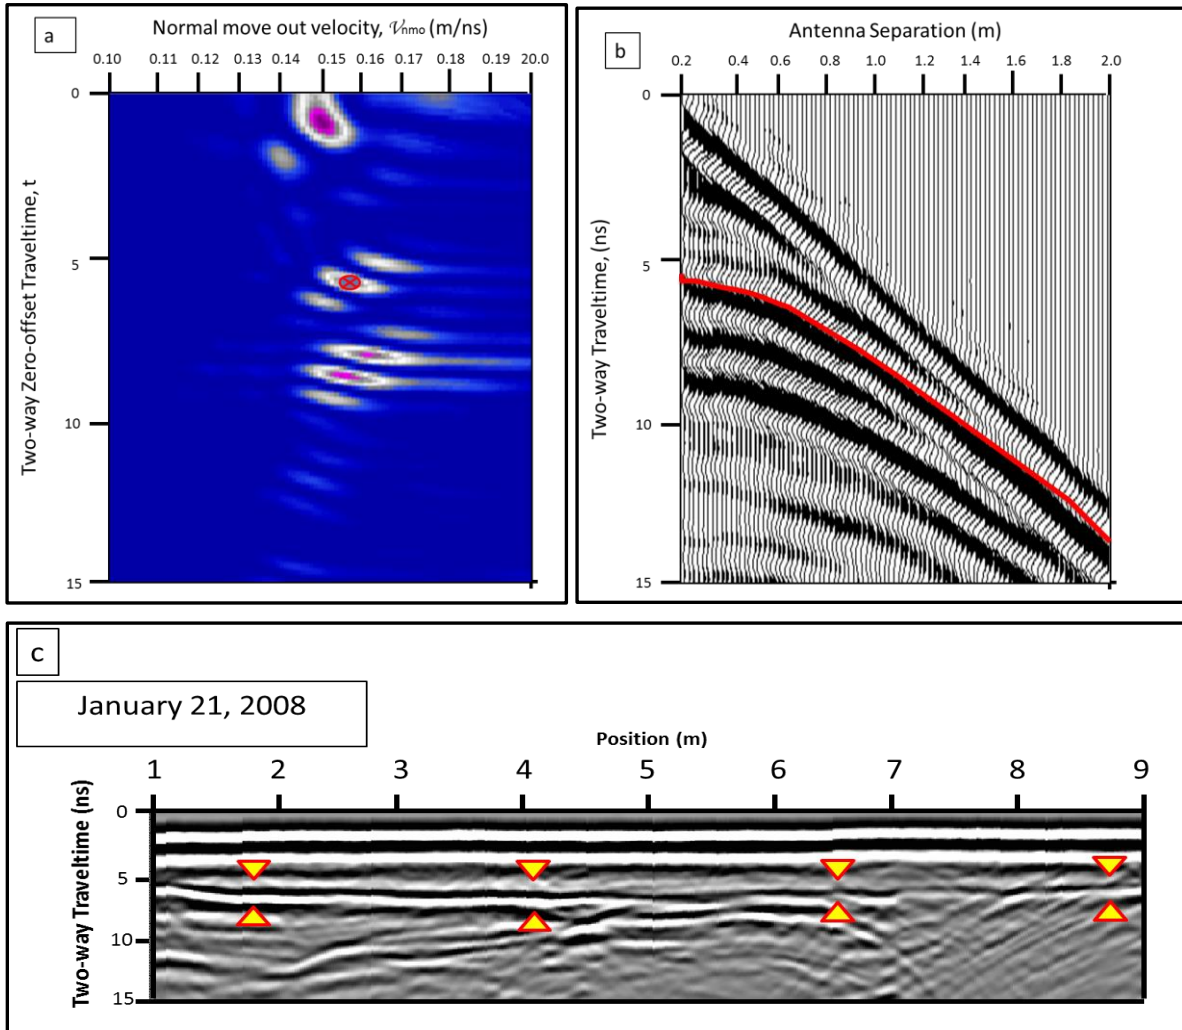 a
Normal move out velocity, 𝒱nmo (m/ns)
0.10 0.11 0.12 0.13 0.14 0.15 0.16 0.17 0.18 0.19 20.0
Two-way Zero-offset Traveltime, t
0
5
10
15
b
Antenna Separation (m)
0.2 0.4 0.6 0.8 1.0 1.2 1.4 1.6 1.8 2.0
Two-way Traveltime, (ns)
0
5
10
15
c
January 21, 2008
Position (m)
1 2 3 4 5 6 7 8 9
Two-way Traveltime (ns)
0
5
10
15